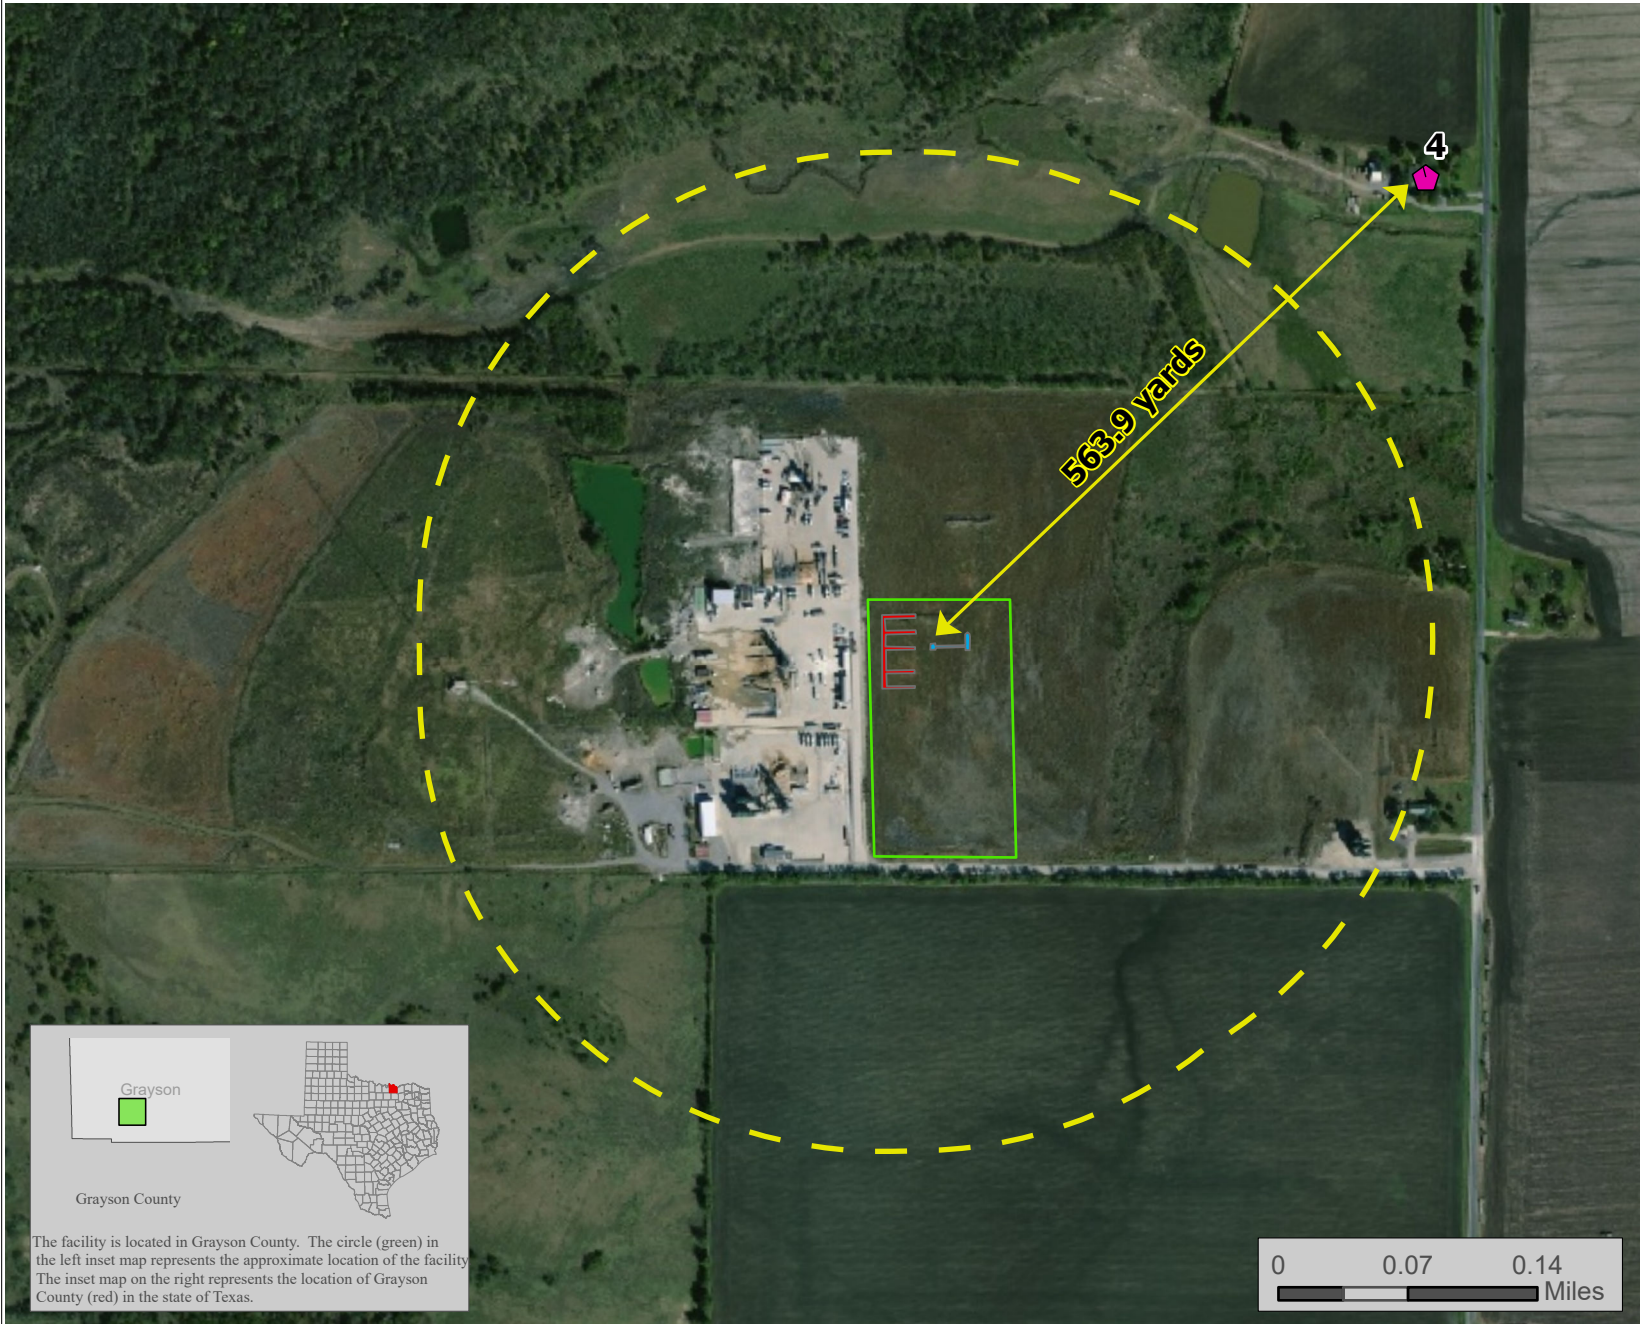 4
563.9 yards
Grayson
Grayson County
The facility is located in Grayson County.  The circle (green) in
the left inset map represents the approximate location of the facility
The inset map on the right represents the location of Grayson
County (red) in the state of Texas.
0 0.07 0.14
Miles